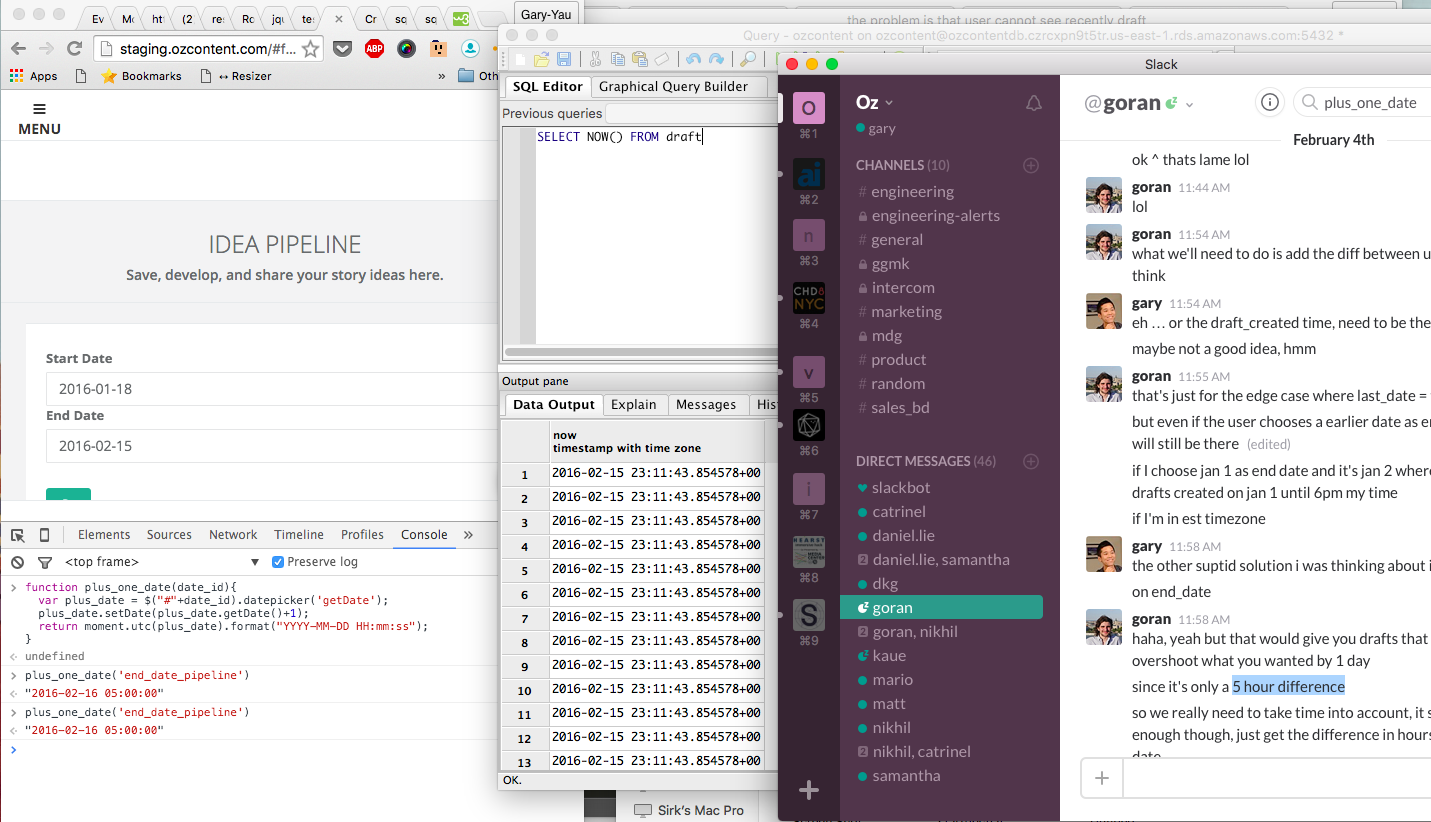 Ev
Mc
ht
(2
re
Ro
jqu
te
Cr
sq
sq
w3
Gary-Yau
staging.ozcontent.com/#f...
ABP
Apps
Bookmarks
↔ Resizer
»
Oth
MENU
IDEA PIPELINE
Save, develop, and share your story ideas here.
Start Date
2016-01-18
End Date
2016-02-15
Elements
Sources
Network
Timeline
Profiles
Console
»
<top frame>
Preserve log
> function plus_one_date(date_id){
var plus_date = $("#"+date_id).datepicker('getDate');
plus_date.setDate(plus_date.getDate()+1);
return moment.utc(plus_date).format("YYYY-MM-DD HH:mm:ss");
}
undefined
> plus_one_date('end_date_pipeline')
"2016-02-16 05:00:00"
> plus_one_date('end_date_pipeline')
"2016-02-16 05:00:00"
>
the problem is that user cannot see recently draft
Query - ozcontent on ozcontent@ozcontentdb.czrcxpn9t5tr.us-east-1.rds.amazonaws.com:5432 *
SQL Editor
Graphical Query Builder
Previous queries
SELECT NOW() FROM draft
Output pane
Data Output
Explain
Messages
His
now
timestamp with time zone
1 2016-02-15 23:11:43.854578+00
2 2016-02-15 23:11:43.854578+00
3 2016-02-15 23:11:43.854578+00
4 2016-02-15 23:11:43.854578+00
5 2016-02-15 23:11:43.854578+00
6 2016-02-15 23:11:43.854578+00
7 2016-02-15 23:11:43.854578+00
8 2016-02-15 23:11:43.854578+00
9 2016-02-15 23:11:43.854578+00
10 2016-02-15 23:11:43.854578+00
11 2016-02-15 23:11:43.854578+00
12 2016-02-15 23:11:43.854578+00
13 2016-02-15 23:11:43.854578+00
OK.
Sirk's Mac Pro
Slack
O
⌘1
ai
⌘2
n
⌘3
CHD8
NYC
⌘4
v
⌘5
⌘6
i
⌘7
HEARST
⌘8
S
⌘9
Oz
gary
CHANNELS (10)
# engineering
engineering-alerts
# general
ggmk
intercom
# marketing
mdg
# product
# random
# sales_bd
DIRECT MESSAGES (46)
slackbot
catrinel
daniel.lie
2 daniel.lie, samantha
dkg
goran
2 goran, nikhil
kaue
mario
matt
nikhil
2 nikhil, catrinel
samantha
@goran
plus_one_date
February 4th
ok ^ thats lame lol
goran 11:44 AM
lol
goran 11:54 AM
what we'll need to do is add the diff between u
think
gary 11:54 AM
eh … or the draft_created time, need to be the
maybe not a good idea, hmm
goran 11:55 AM
that's just for the edge case where last_date =
but even if the user chooses a earlier date as e
will still be there (edited)
if I choose jan 1 as end date and it's jan 2 wher
drafts created on jan 1 until 6pm my time
if I'm in est timezone
gary 11:58 AM
the other suptid solution i was thinking about i
on end_date
goran 11:58 AM
haha, yeah but that would give you drafts that
overshoot what you wanted by 1 day
since it's only a 5 hour difference
so we really need to take time into account, it s
enough though, just get the difference in hours
date